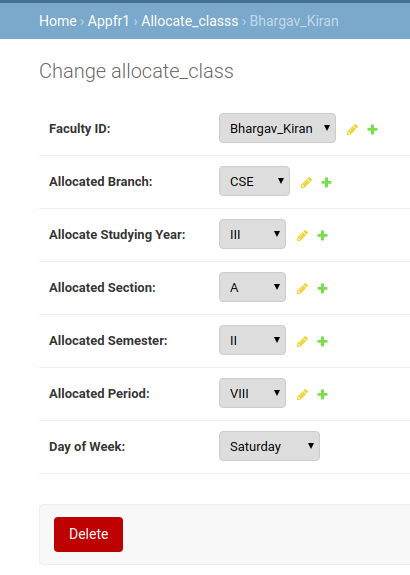 Home › Appfr1 › Allocate_classs › Bhargav_Kiran
Change allocate_class
Faculty ID: Bhargav_Kiran
Allocated Branch: CSE
Allocate Studying Year: III
Allocated Section: A
Allocated Semester: II
Allocated Period: VIII
Day of Week: Saturday
Delete